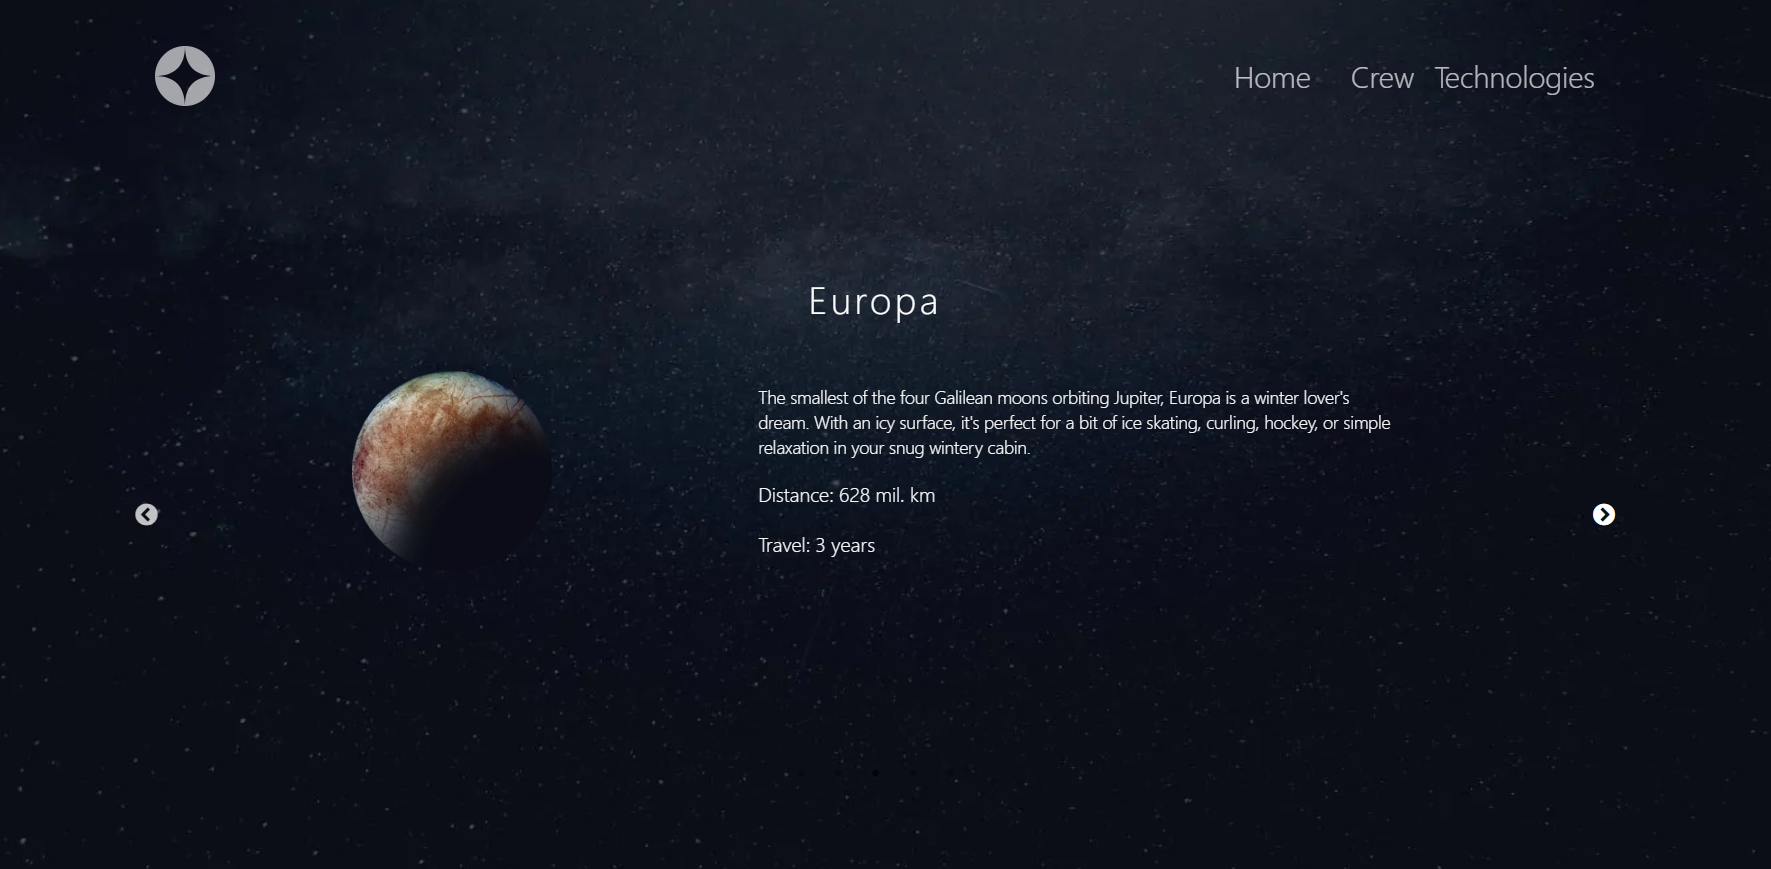 Home Crew Technologies
Europa
The smallest of the four Galilean moons orbiting Jupiter, Europa is a winter lover's
dream. With an icy surface, it's perfect for a bit of ice skating, curling, hockey, or simple
relaxation in your snug wintery cabin.
Distance: 628 mil. km
Travel: 3 years